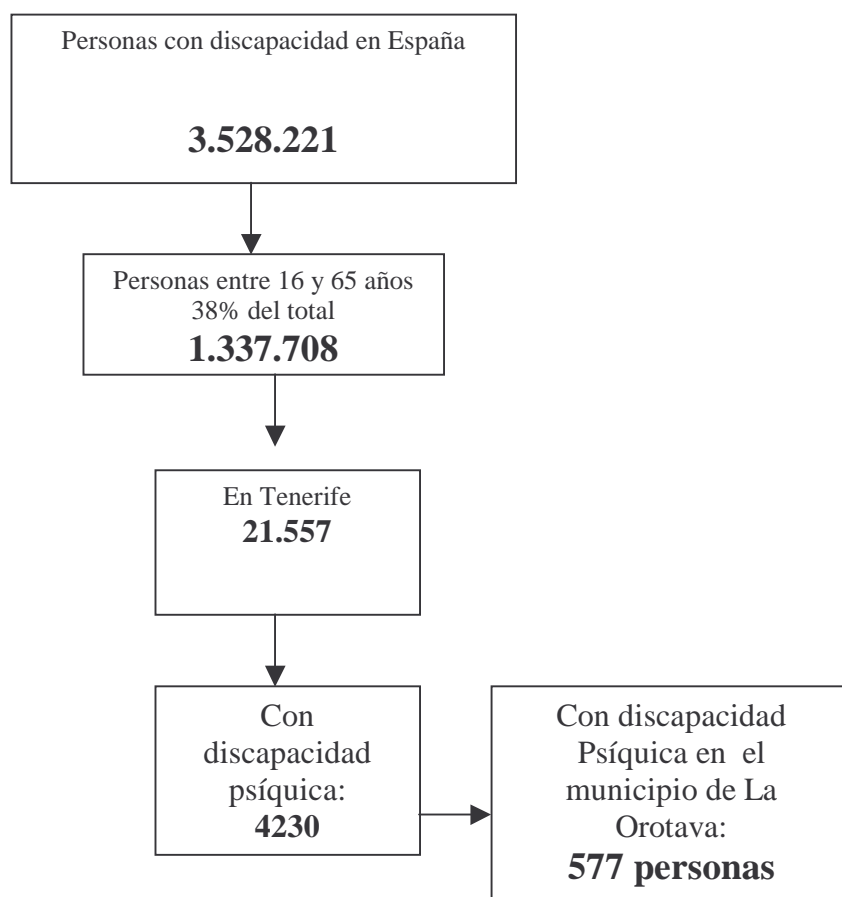 Personas con discapacidad en España
3.528.221
Personas entre 16 y 65 años
38% del total
1.337.708
En Tenerife
21.557
Con
discapacidad
psíquica:
4230
Con discapacidad
Psíquica en el
municipio de La
Orotava:
577 personas